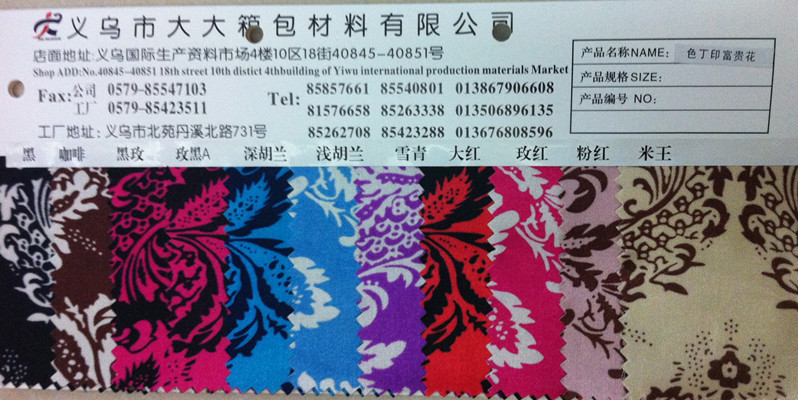 义乌市大大箱包材料有限公司
店面地址:义乌国际生产资料市场4楼10区18街40845-40851号
Shop ADD:No.40845-40851 18th street 10th distict 4thbuilding of Yiwu international production materials Market
Fax:公司 0579-85547103
工厂 0579-85423511
Tel: 85857661 85540801 013867906608
81576658 85263338 013506896135
85262708 85423288 013676808596
工厂地址: 义乌市北苑丹溪北路731号
产品名称NAME: 色丁印富贵花
产品规格SIZE:
产品编号 NO:
黑 咖啡 黑玫 玫黑A 深胡兰 浅胡兰 雪青 大红 玫红 粉红 米王